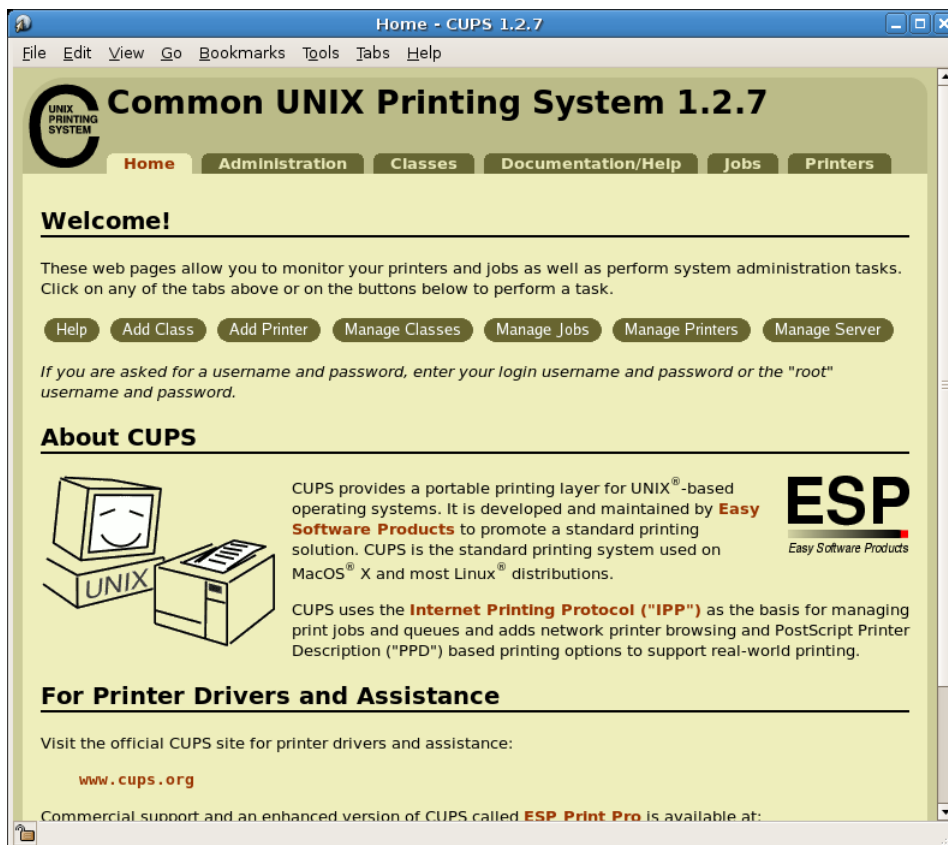 Home - CUPS 1.2.7
File Edit View Go Bookmarks Tools Tabs Help
UNIX
PRINTING
SYSTEM
Common UNIX Printing System 1.2.7
Home Administration Classes Documentation/Help Jobs Printers
Welcome!
These web pages allow you to monitor your printers and jobs as well as perform system administration tasks.
Click on any of the tabs above or on the buttons below to perform a task.
Help Add Class Add Printer Manage Classes Manage Jobs Manage Printers Manage Server
If you are asked for a username and password, enter your login username and password or the "root"
username and password.
About CUPS
UNIX
CUPS provides a portable printing layer for UNIX®-based
operating systems. It is developed and maintained by Easy
Software Products to promote a standard printing
solution. CUPS is the standard printing system used on
MacOS® X and most Linux® distributions.
ESP
Easy Software Products
CUPS uses the Internet Printing Protocol ("IPP") as the basis for managing
print jobs and queues and adds network printer browsing and PostScript Printer
Description ("PPD") based printing options to support real-world printing.
For Printer Drivers and Assistance
Visit the official CUPS site for printer drivers and assistance:
www.cups.org
Commercial support and an enhanced version of CUPS called ESP Print Pro is available at: